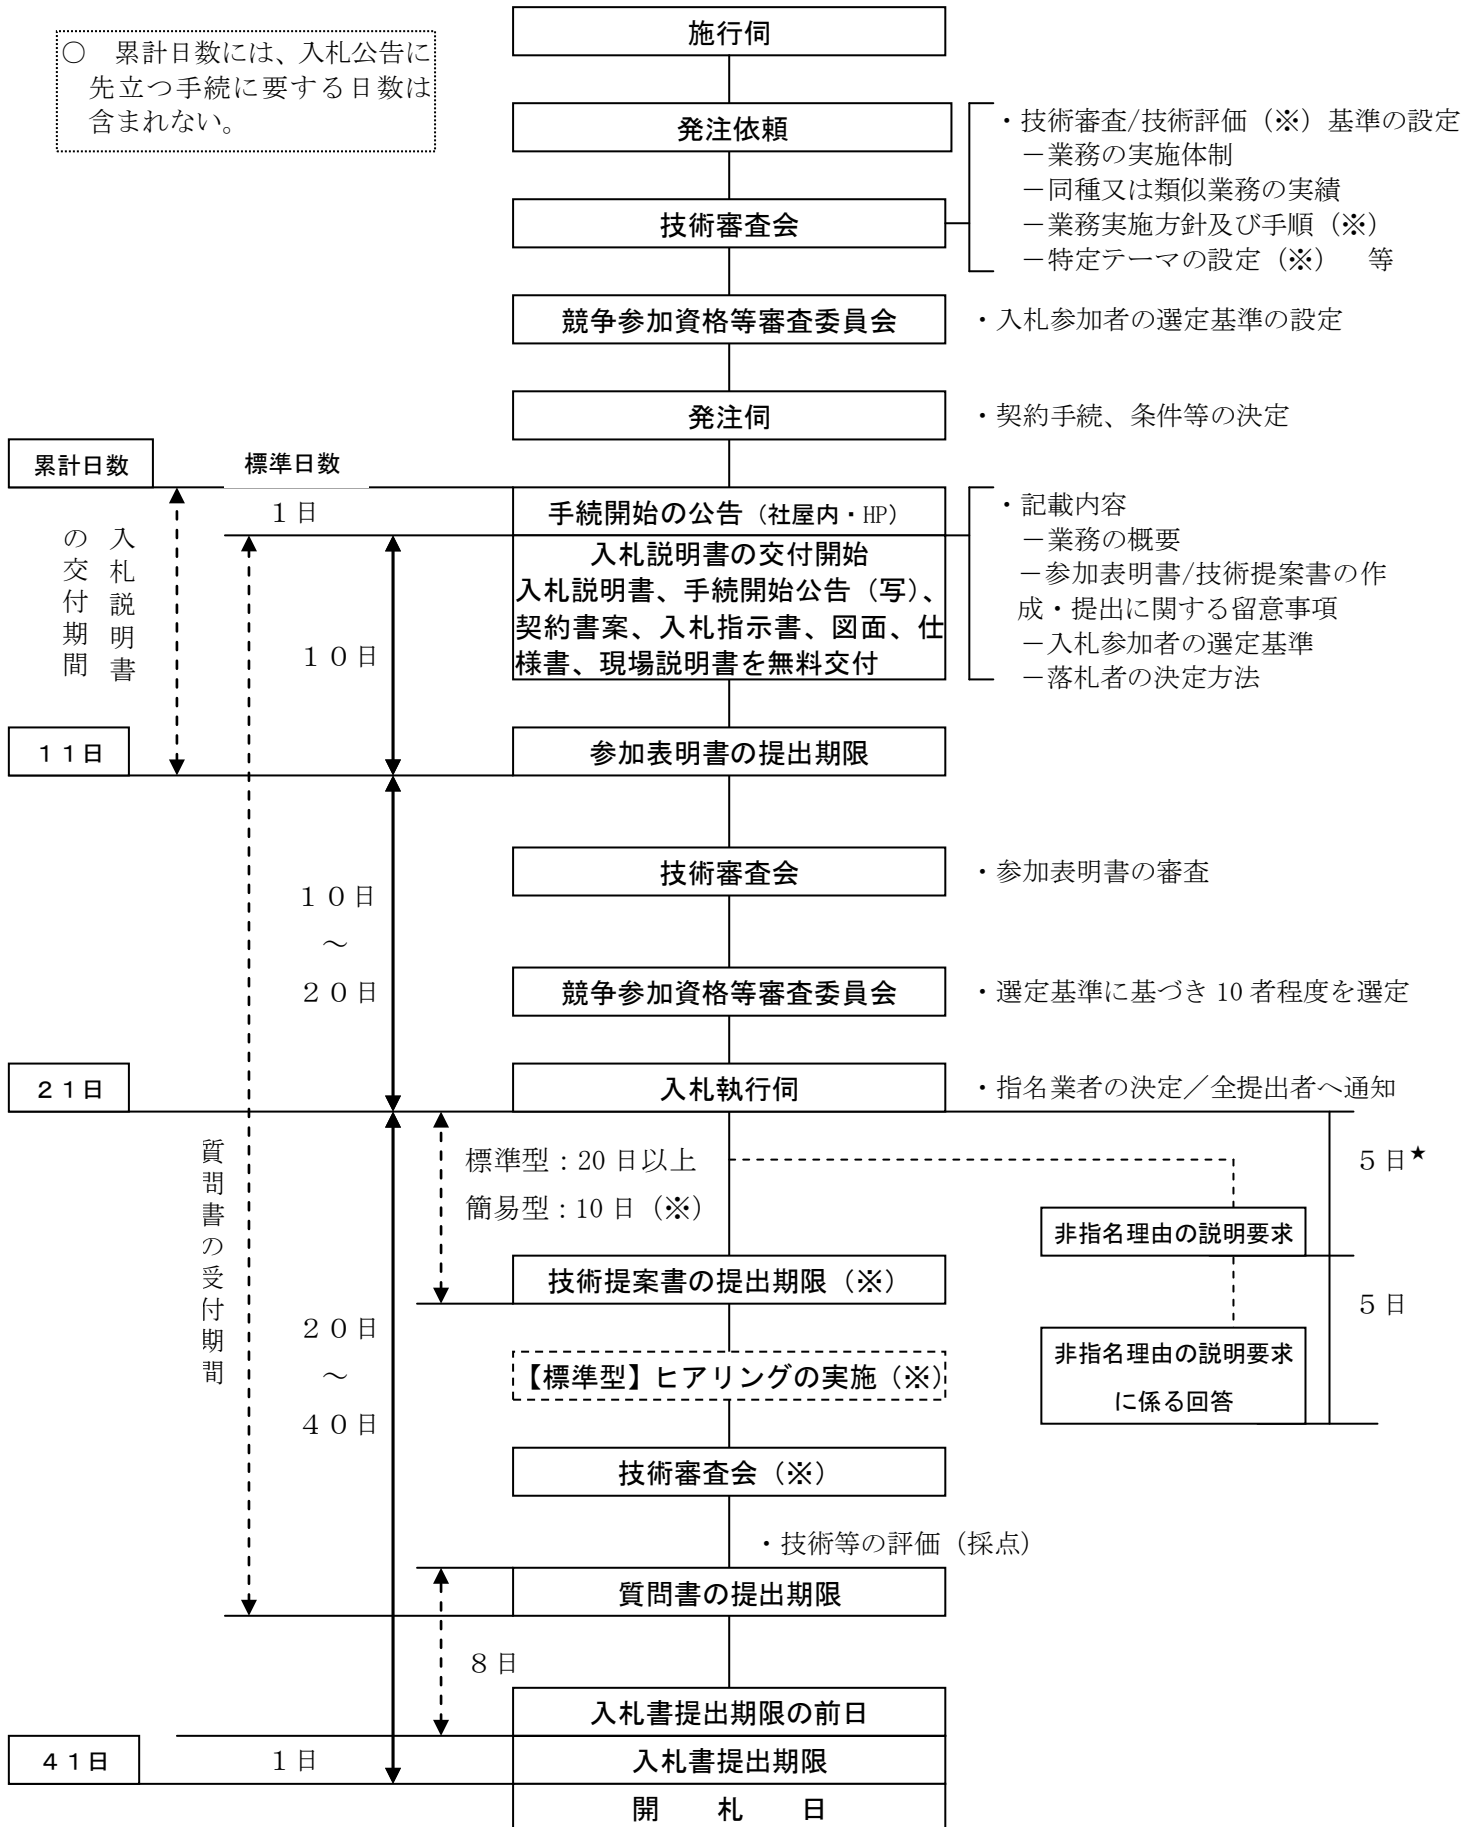 施行伺
○　累計日数には、入札公告に
先立つ手続に要する日数は
含まれない。
発注依頼
・技術審査/技術評価（※）基準の設定
－業務の実施体制
－同種又は類似業務の実績
－業務実施方針及び手順（※）
－特定テーマの設定（※）　等
技術審査会
競争参加資格等審査委員会
・入札参加者の選定基準の設定
発注伺
・契約手続、条件等の決定
累計日数
標準日数
１日
手続開始の公告（社屋内・HP）
入札説明書の交付開始
入札説明書、手続開始公告（写）、
契約書案、入札指示書、図面、仕
様書、現場説明書を無料交付
・記載内容
－業務の概要
－参加表明書/技術提案書の作
成・提出に関する留意事項
－入札参加者の選定基準
－落札者の決定方法
入札説明書
の交付期間
１０日
１１日
参加表明書の提出期限
技術審査会
・参加表明書の審査
１０日
～
２０日
競争参加資格等審査委員会
・選定基準に基づき 10 者程度を選定
２１日
入札執行伺
・指名業者の決定／全提出者へ通知
質問書の受付期間
標準型：20 日以上
簡易型：10 日（※）
５日★
非指名理由の説明要求
技術提案書の提出期限（※）
５日
２０日
～
４０日
【標準型】ヒアリングの実施（※）
非指名理由の説明要求
に係る回答
技術審査会（※）
・技術等の評価（採点）
質問書の提出期限
８日
入札書提出期限の前日
４１日
１日
入札書提出期限
開　札　日